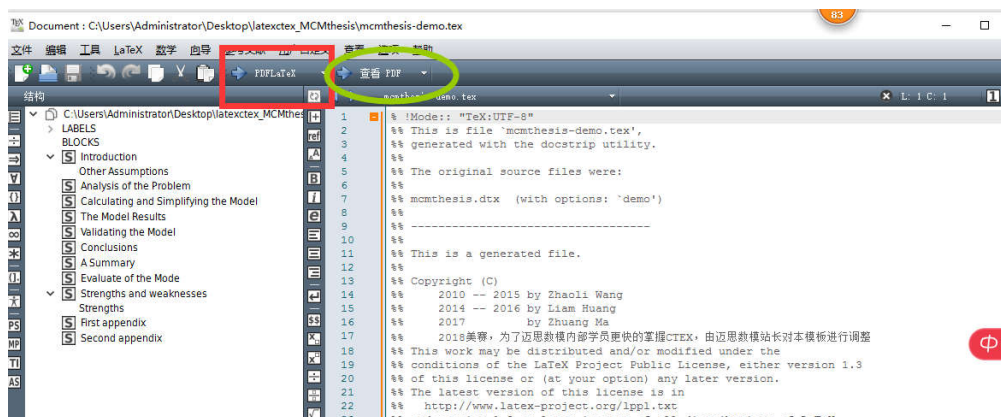 Document : C:\Users\Administrator\Desktop\latexctex_MCMthesis\mcmthesis-demo.tex
83
文件 编辑 工具 LaTeX 数学 向导 查看 选项 帮助
PDFLaTeX 查看 PDF
结构
mcmthesis-demo.tex
L: 1 C: 1
1
C:\Users\Administrator\Desktop\latexctex_MCMthes
LABELS
BLOCKS
Introduction
Other Assumptions
Analysis of the Problem
Calculating and Simplifying the Model
The Model Results
Validating the Model
Conclusions
A Summary
Evaluate of the Mode
Strengths and weaknesses
Strengths
First appendix
Second appendix
PS
MP
TI
AS
ref
B
i
e
$$
1 % !Mode:: "TeX:UTF-8"
2 %% This is file `mcmthesis-demo.tex',
3 %% generated with the docstrip utility.
4 %%
5 %% The original source files were:
6 %%
7 %% mcmthesis.dtx (with options: `demo')
8 %%
9 %% -----------------------------------
10 %%
11 %% This is a generated file.
12 %%
13 %% Copyright (C)
14 %% 2010 -- 2015 by Zhaoli Wang
15 %% 2014 -- 2016 by Liam Huang
16 %% 2017 by Zhuang Ma
17 %% 2018美赛，为了迈思数模内部学员更快的掌握CTEX，由迈思数模站长对本模板进行调整
18 %% This work may be distributed and/or modified under the
19 %% conditions of the LaTeX Project Public License, either version 1.3
20 %% of this license or (at your option) any later version.
21 %% The latest version of this license is in
22 %% http://www.latex-project.org/lppl.txt
中